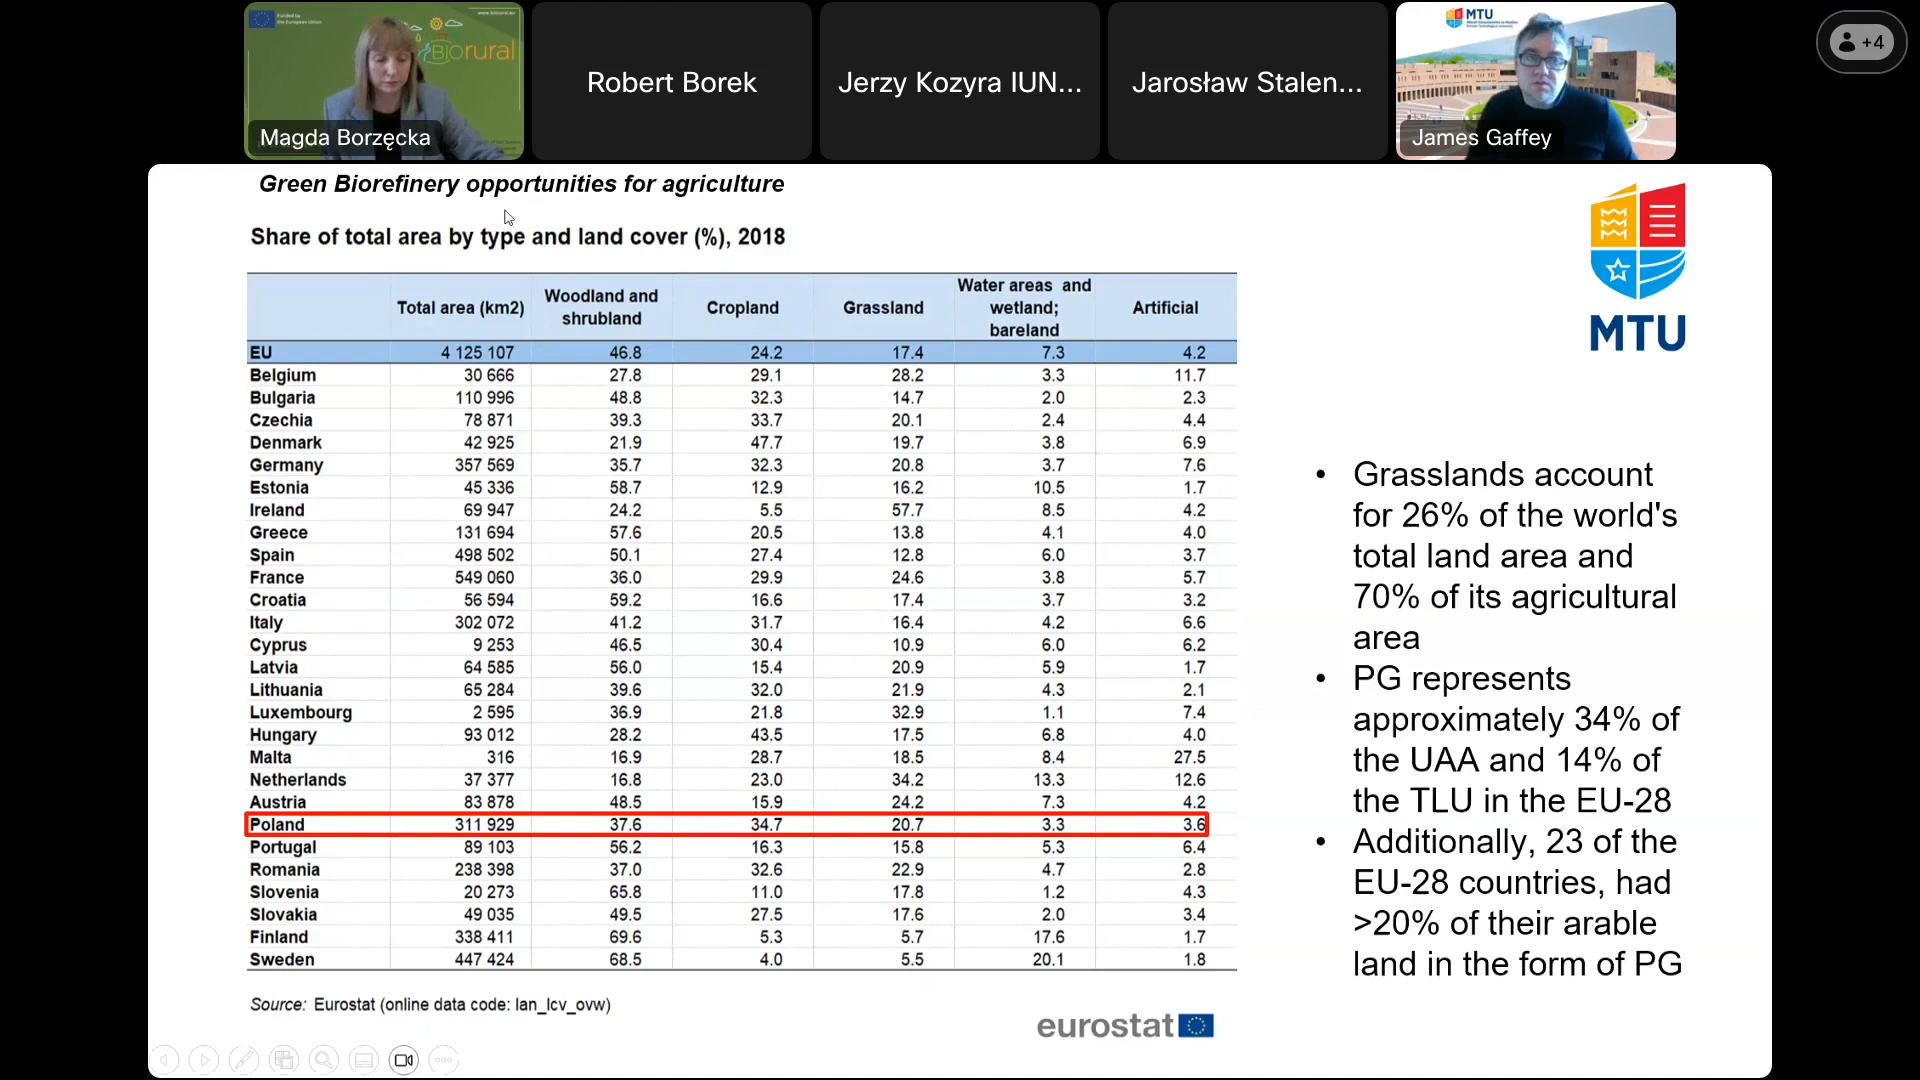 Funded by
the European Union
www.biorural.eu
BIOrural
Magda Borzęcka
Robert Borek
Jerzy Kozyra IUN...
Jarosław Stalen...
MTU
James Gaffey
+4
Green Biorefinery opportunities for agriculture
Share of total area by type and land cover (%), 2018
Total area (km2) Woodland and shrubland Cropland Grassland Water areas and wetland; bareland Artificial
EU 4 125 107 46.8 24.2 17.4 7.3 4.2
Belgium 30 666 27.8 29.1 28.2 3.3 11.7
Bulgaria 110 996 48.8 32.3 14.7 2.0 2.3
Czechia 78 871 39.3 33.7 20.1 2.4 4.4
Denmark 42 925 21.9 47.7 19.7 3.8 6.9
Germany 357 569 35.7 32.3 20.8 3.7 7.6
Estonia 45 336 58.7 12.9 16.2 10.5 1.7
Ireland 69 947 24.2 5.5 57.7 8.5 4.2
Greece 131 694 57.6 20.5 13.8 4.1 4.0
Spain 498 502 50.1 27.4 12.8 6.0 3.7
France 549 060 36.0 29.9 24.6 3.8 5.7
Croatia 56 594 59.2 16.6 17.4 3.7 3.2
Italy 302 072 41.2 31.7 16.4 4.2 6.6
Cyprus 9 253 46.5 30.4 10.9 6.0 6.2
Latvia 64 585 56.0 15.4 20.9 5.9 1.7
Lithuania 65 284 39.6 32.0 21.9 4.3 2.1
Luxembourg 2 595 36.9 21.8 32.9 1.1 7.4
Hungary 93 012 28.2 43.5 17.5 6.8 4.0
Malta 316 16.9 28.7 18.5 8.4 27.5
Netherlands 37 377 16.8 23.0 34.2 13.3 12.6
Austria 83 878 48.5 15.9 24.2 7.3 4.2
Poland 311 929 37.6 34.7 20.7 3.3 3.6
Portugal 89 103 56.2 16.3 15.8 5.3 6.4
Romania 238 398 37.0 32.6 22.9 4.7 2.8
Slovenia 20 273 65.8 11.0 17.8 1.2 4.3
Slovakia 49 035 49.5 27.5 17.6 2.0 3.4
Finland 338 411 69.6 5.3 5.7 17.6 1.7
Sweden 447 424 68.5 4.0 5.5 20.1 1.8
Source: Eurostat (online data code: lan_lcv_ovw)
eurostat
MTU
• Grasslands account
for 26% of the world's
total land area and
70% of its agricultural
area
• PG represents
approximately 34% of
the UAA and 14% of
the TLU in the EU-28
• Additionally, 23 of the
EU-28 countries, had
>20% of their arable
land in the form of PG